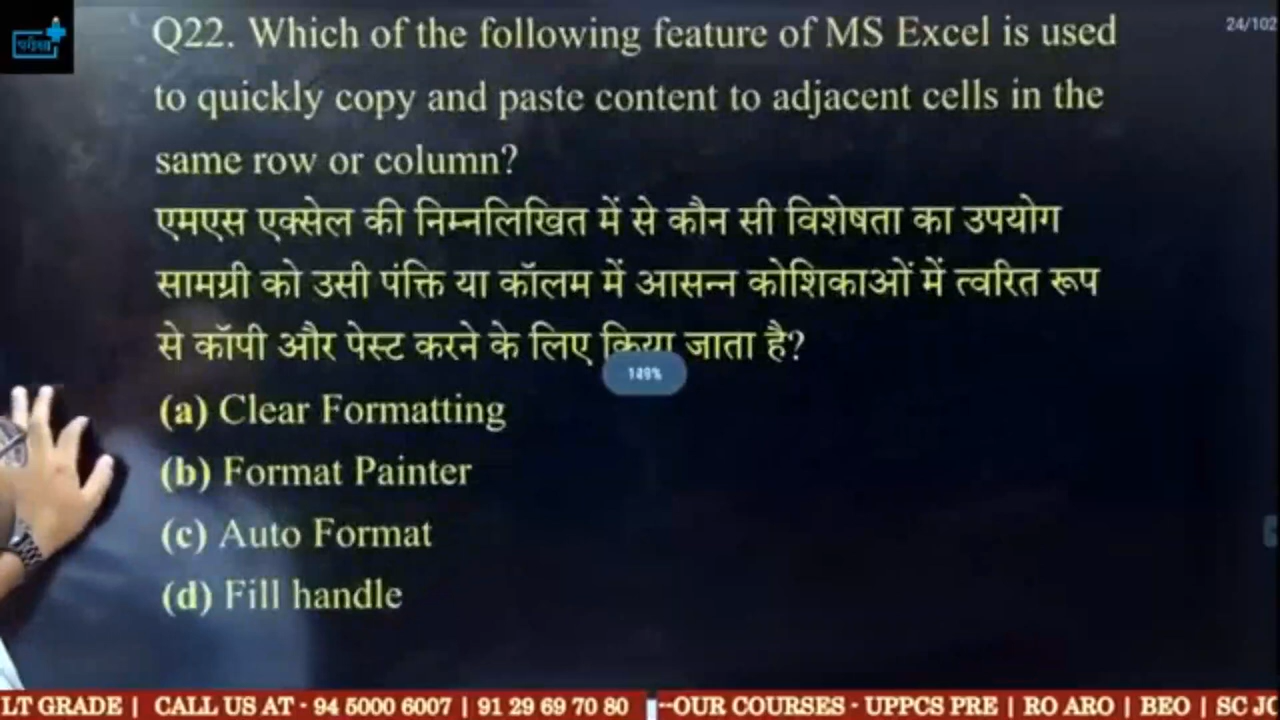 परीक्षा
24/102
Q22. Which of the following feature of MS Excel is used
to quickly copy and paste content to adjacent cells in the
same row or column?
एमएस एक्सेल की निम्नलिखित में से कौन सी विशेषता का उपयोग
सामग्री को उसी पंक्ति या कॉलम में आसन्न कोशिकाओं में त्वरित रूप
से कॉपी और पेस्ट करने के लिए किया जाता है?
149%
(a) Clear Formatting
(b) Format Painter
(c) Auto Format
(d) Fill handle
LT GRADE | CALL US AT - 94 5000 6007 | 91 29 69 70 80 --OUR COURSES - UPPCS PRE | RO ARO | BEO | SC JO